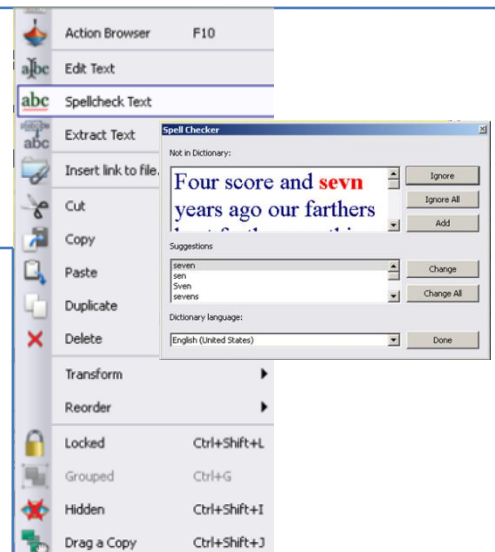 Action Browser F10
Edit Text
Spellcheck Text
Extract Text
Insert link to file.
Cut
Copy
Paste
Duplicate
Delete
Transform
Reorder
Locked Ctrl+Shift+L
Grouped Ctrl+G
Hidden Ctrl+Shift+I
Drag a Copy Ctrl+Shift+J
Spell Checker
Not in Dictionary:
Four score and sevn
years ago our farthers
Ignore
Ignore All
Add
Suggestions
seven
sen
Sven
sevens
Change
Change All
Dictionary language:
English (United States)
Done